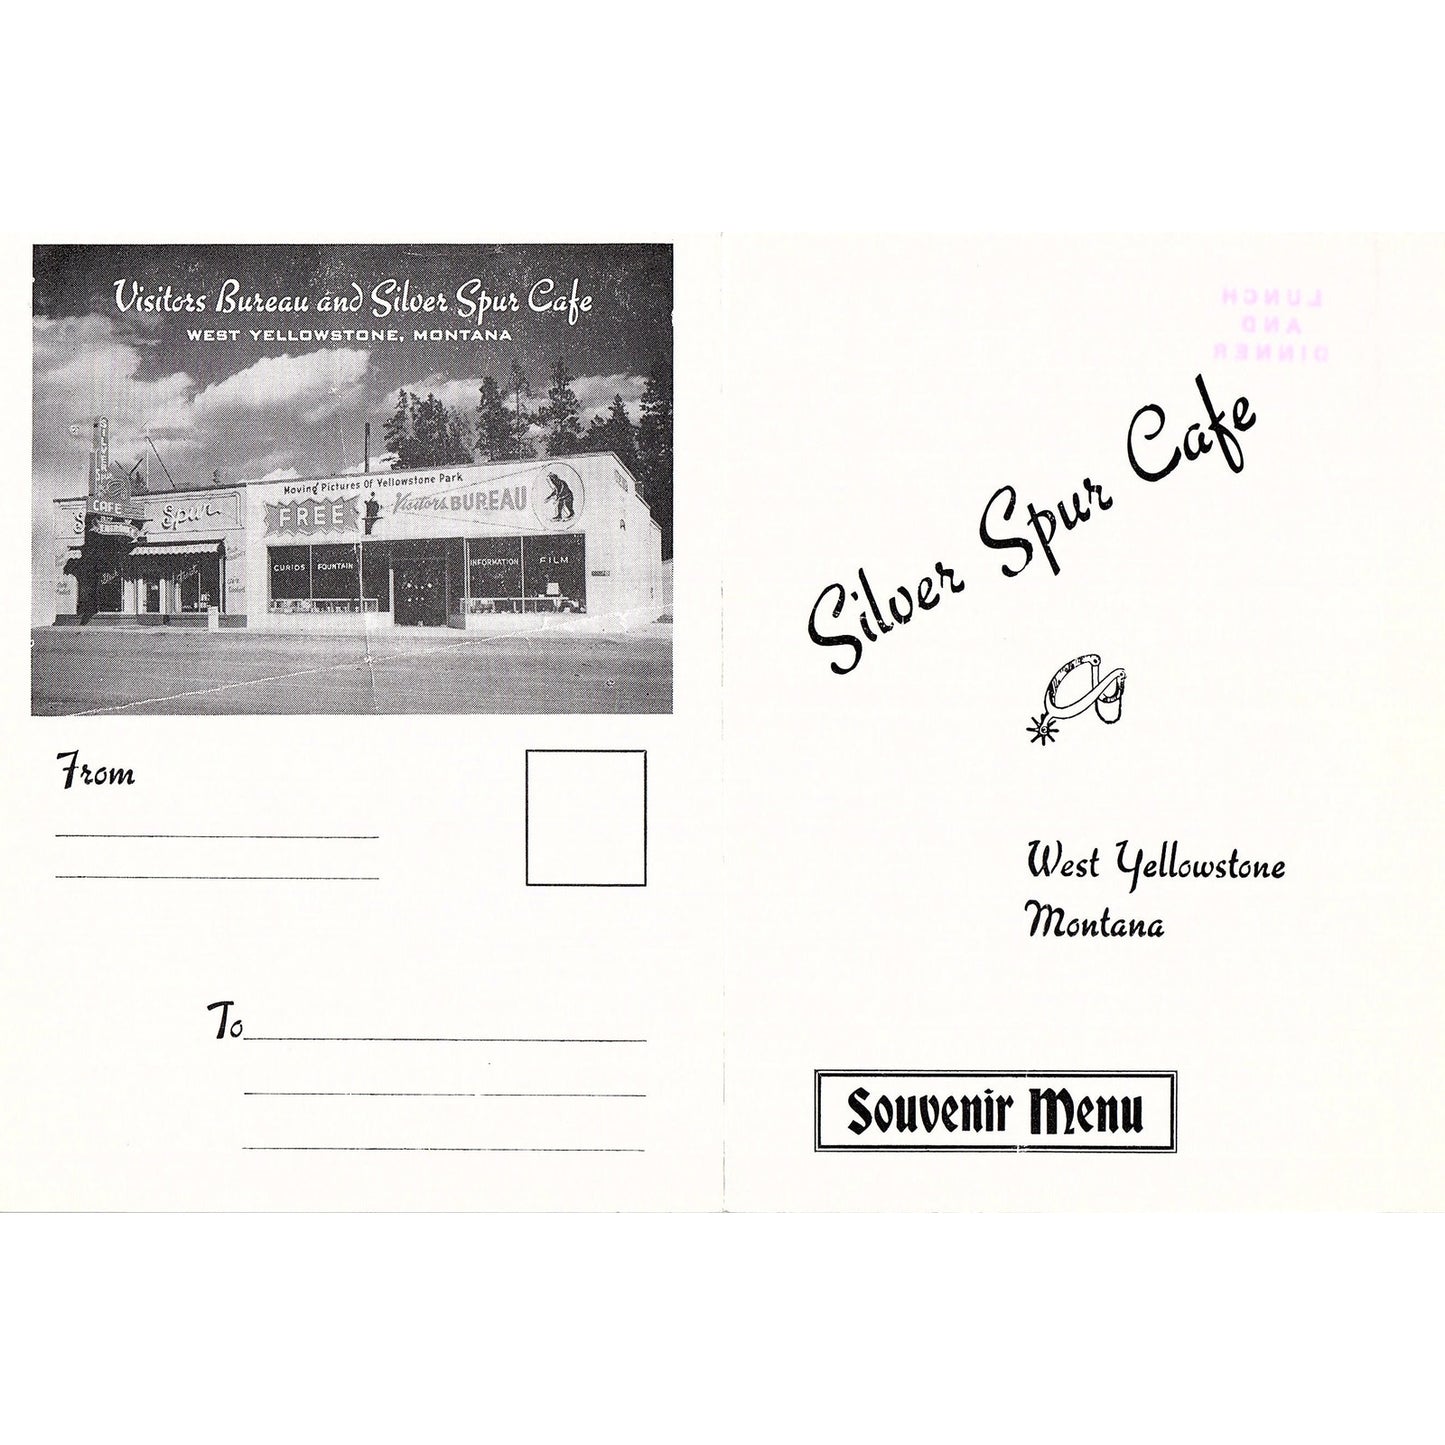 Visitors Bureau and Silver Spur Cafe
WEST YELLOWSTONE, MONTANA
SILVER
CAFE
Spur
Moving Pictures Of Yellowstone Park
FREE
Visitors BUREAU
CURIOS FOUNTAIN
INFORMATION FILM
From
To
LUNCH
AND
DINNER
Silver Spur Cafe
West Yellowstone
Montana
Souvenir Menu